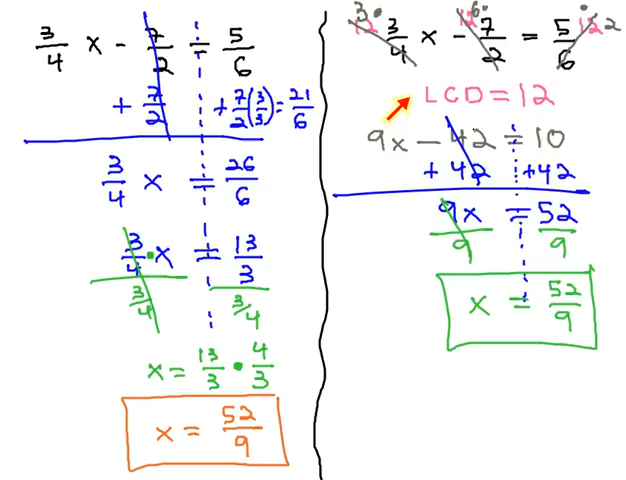 3/4 x - 7/2 = 5/6
+ 7/2 + 7/2 (3/3) = 21/6
3/4 x = 26/6
3/4 • x = 13/3
3/4 3/4
x = 13/3 • 4/3
x = 52/9
3 • 6 • • 2
12 3/4 x - 12 7/2 = 5/6 12
LCD = 12
9x - 42 = 10
+ 42 + 42
9x = 52
9 9
x = 52/9